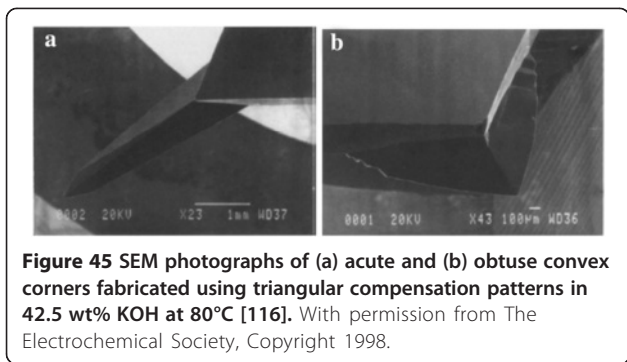 a
b
0002 20KV X23 1mm WD37
0001 20KV X43 100µm WD36
Figure 45 SEM photographs of (a) acute and (b) obtuse convex
corners fabricated using triangular compensation patterns in
42.5 wt% KOH at 80°C [116]. With permission from The
Electrochemical Society, Copyright 1998.